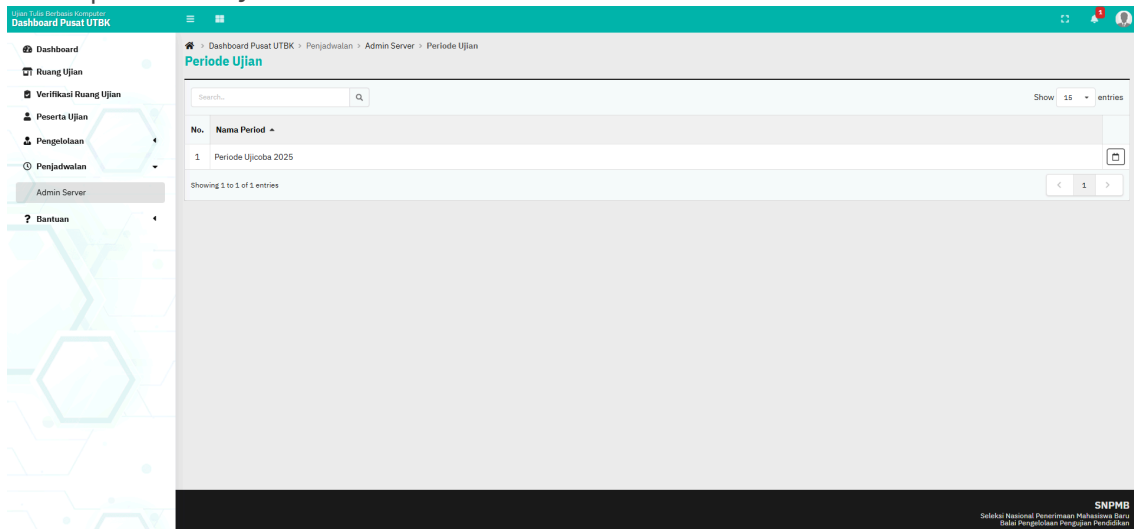 Ujian Tulis Berbasis Komputer
Dashboard Pusat UTBK
1
Dashboard
Ruang Ujian
Verifikasi Ruang Ujian
Peserta Ujian
Pengelolaan
Penjadwalan
Admin Server
? Bantuan
> Dashboard Pusat UTBK > Penjadwalan > Admin Server > Periode Ujian
Periode Ujian
Search..
Show 15 entries
No. Nama Period
1 Periode Ujicoba 2025
Showing 1 to 1 of 1 entries
< 1 >
SNPMB
Seleksi Nasional Penerimaan Mahasiswa Baru
Balai Pengelolaan Pengujian Pendidikan